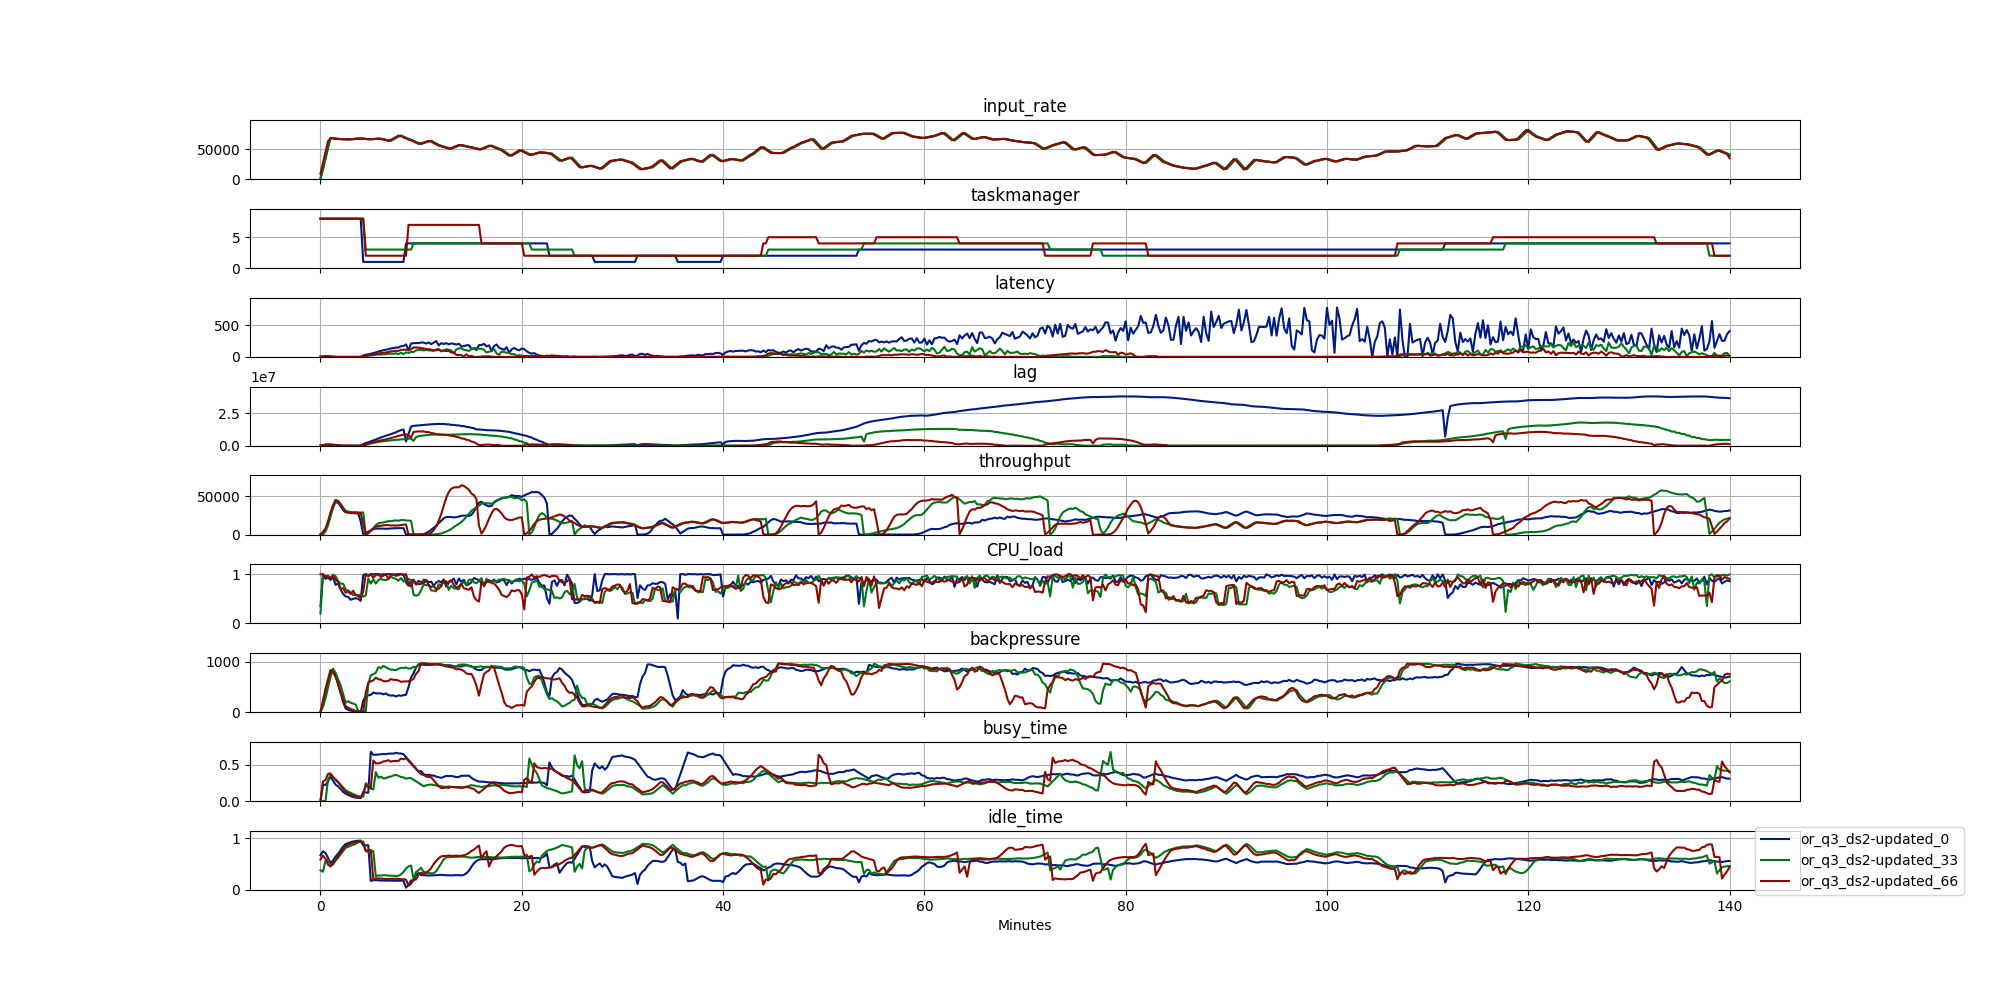 input_rate
50000
0
taskmanager
5
0
latency
500
0
1e7
lag
2.5
0.0
throughput
50000
0
CPU_load
1
0
backpressure
1000
0
busy_time
0.5
0.0
idle_time
1
0
or_q3_ds2-updated_0
or_q3_ds2-updated_33
or_q3_ds2-updated_66
0 20 40 60 80 100 120 140
Minutes